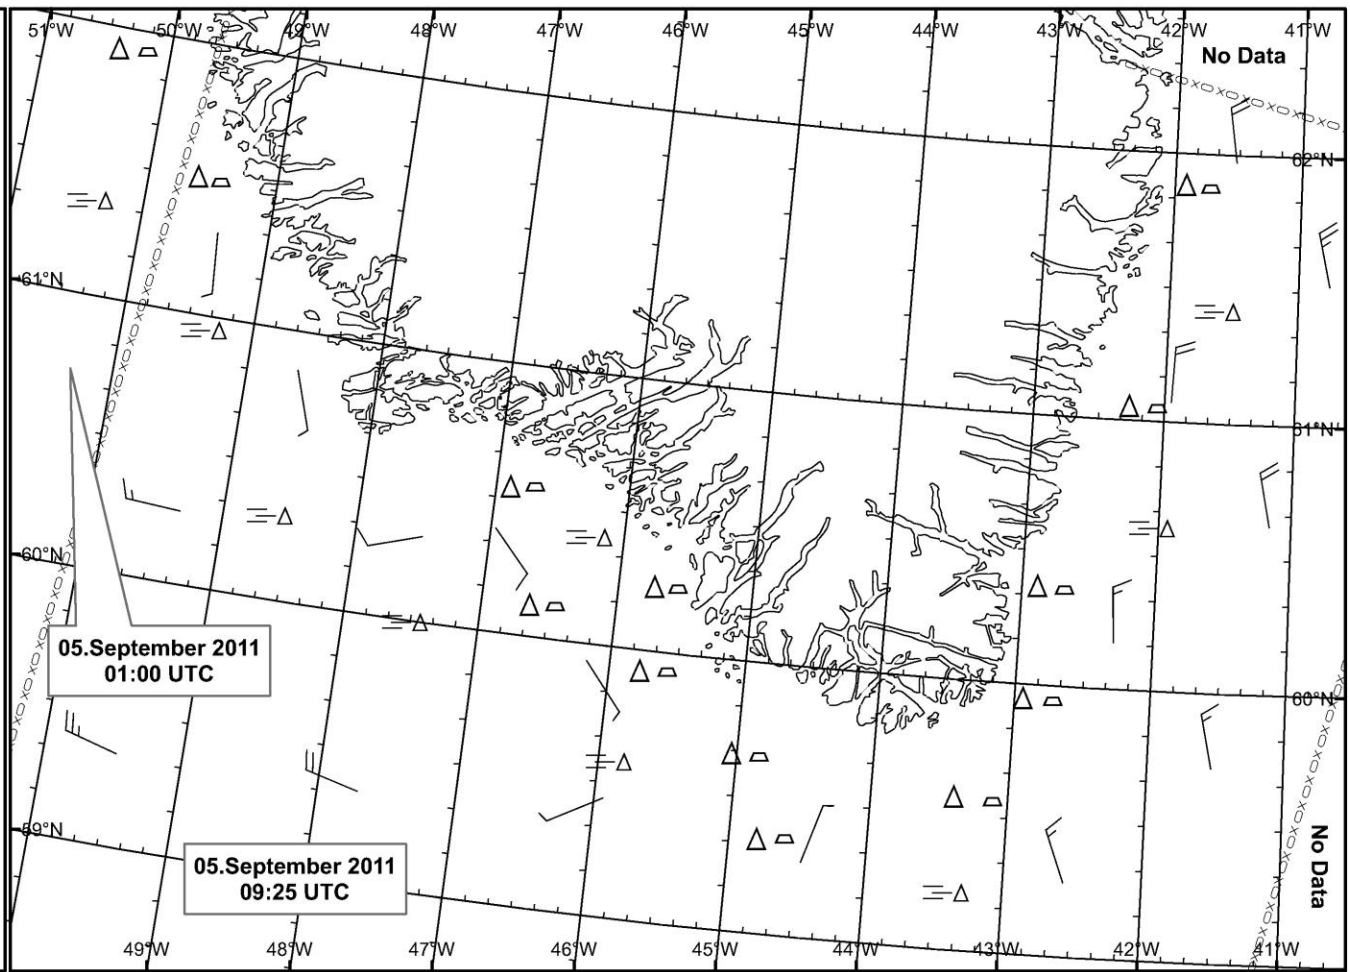 51°W 50°W 49°W 48°W 47°W 46°W 45°W 44°W 43°W 42°W 41°W
No Data
62°N
61°N
61°N
60°N
05.September 2011
01:00 UTC
60°N
59°N
05.September 2011
09:25 UTC
No Data
49°W 48°W 47°W 46°W 45°W 44°W 43°W 42°W 41°W